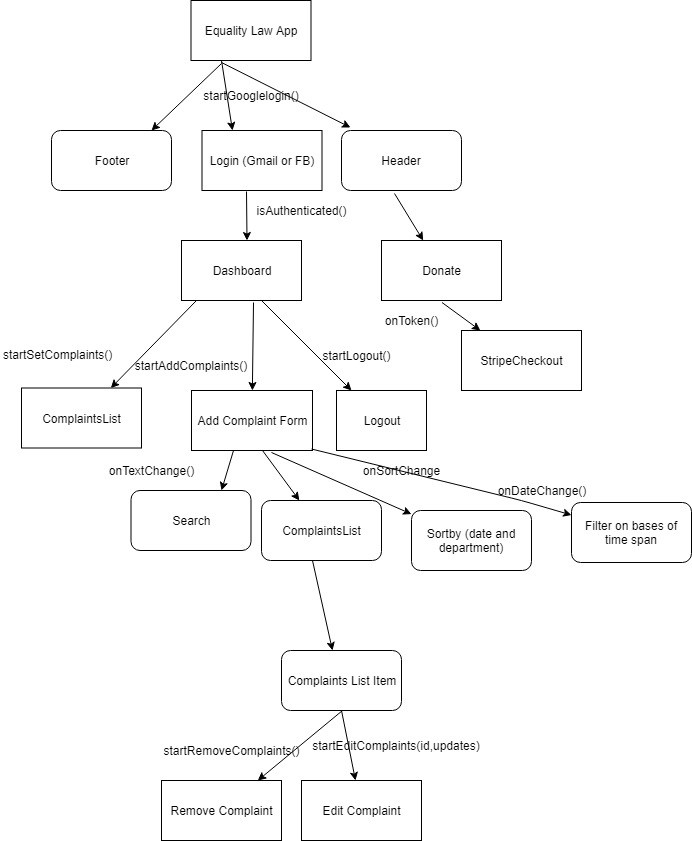 Equality Law App
startGooglelogin()
Footer
Login (Gmail or FB)
Header
isAuthenticated()
Dashboard
Donate
onToken()
startSetComplaints()
startAddComplaints()
startLogout()
StripeCheckout
ComplaintsList
Add Complaint Form
Logout
onTextChange()
onSortChange
onDateChange()
Search
ComplaintsList
Sortby (date and
department)
Filter on bases of
time span
Complaints List Item
startRemoveComplaints()
startEditComplaints(id,updates)
Remove Complaint
Edit Complaint